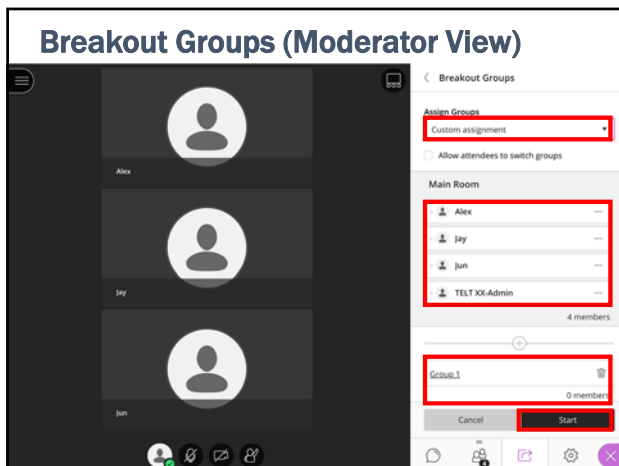 Breakout Groups (Moderator View)
Breakout Groups
Assign Groups
Custom assignment
Allow attendees to switch groups
Main Room
Alex
Jay
Jun
TELT XX-Admin
4 members
Group 1
0 members
Cancel
Start
Alex
Jay
Jun
4